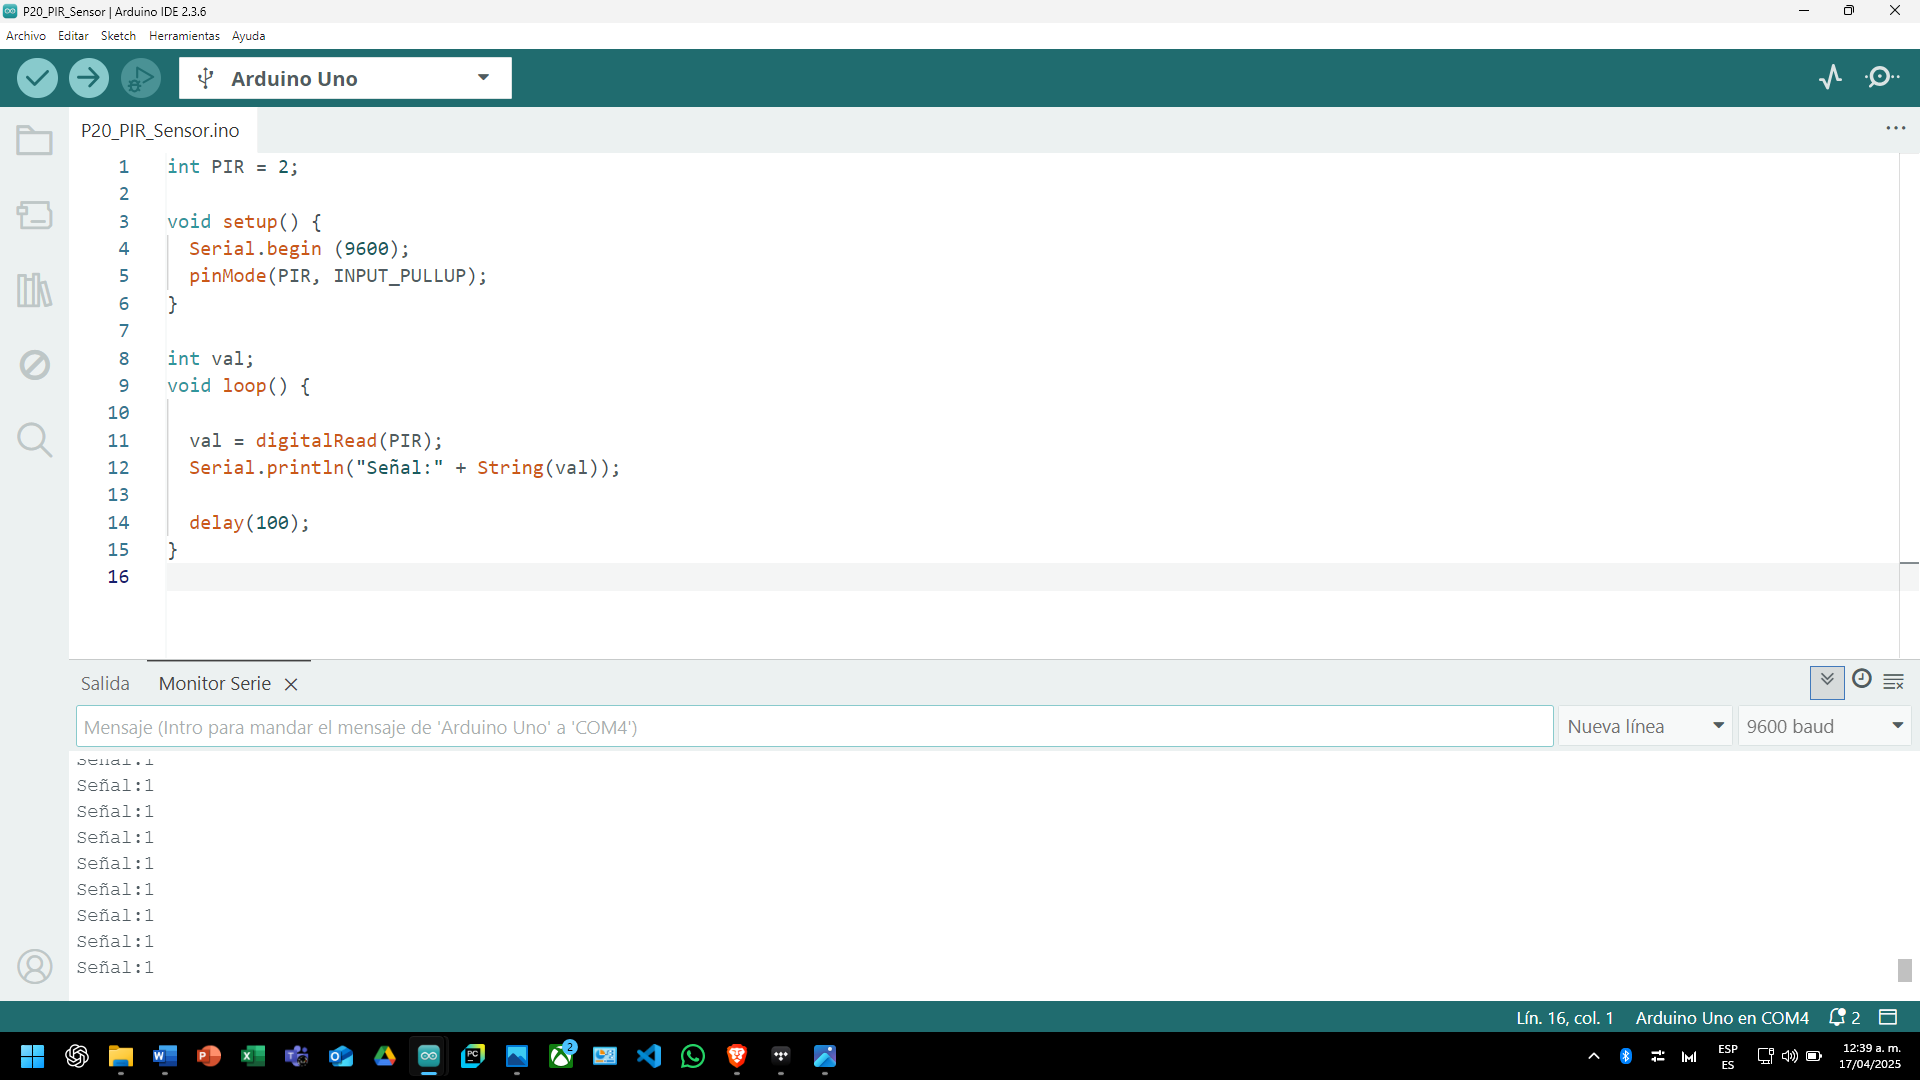 P20_PIR_Sensor | Arduino IDE 2.3.6
Archivo Editar Sketch Herramientas Ayuda
Arduino Uno
P20_PIR_Sensor.ino
1 int PIR = 2;
2
3 void setup() {
4 Serial.begin (9600);
5 pinMode(PIR, INPUT_PULLUP);
6 }
7
8 int val;
9 void loop() {
10
11 val = digitalRead(PIR);
12 Serial.println("Señal:" + String(val));
13
14 delay(100);
15 }
16
Salida Monitor Serie
Mensaje (Intro para mandar el mensaje de 'Arduino Uno' a 'COM4') Nueva línea 9600 baud
Señal:1
Señal:1
Señal:1
Señal:1
Señal:1
Señal:1
Señal:1
Señal:1
Señal:1
Lín. 16, col. 1 Arduino Uno en COM4 2
2
ESP
ES
12:39 a. m.
17/04/2025